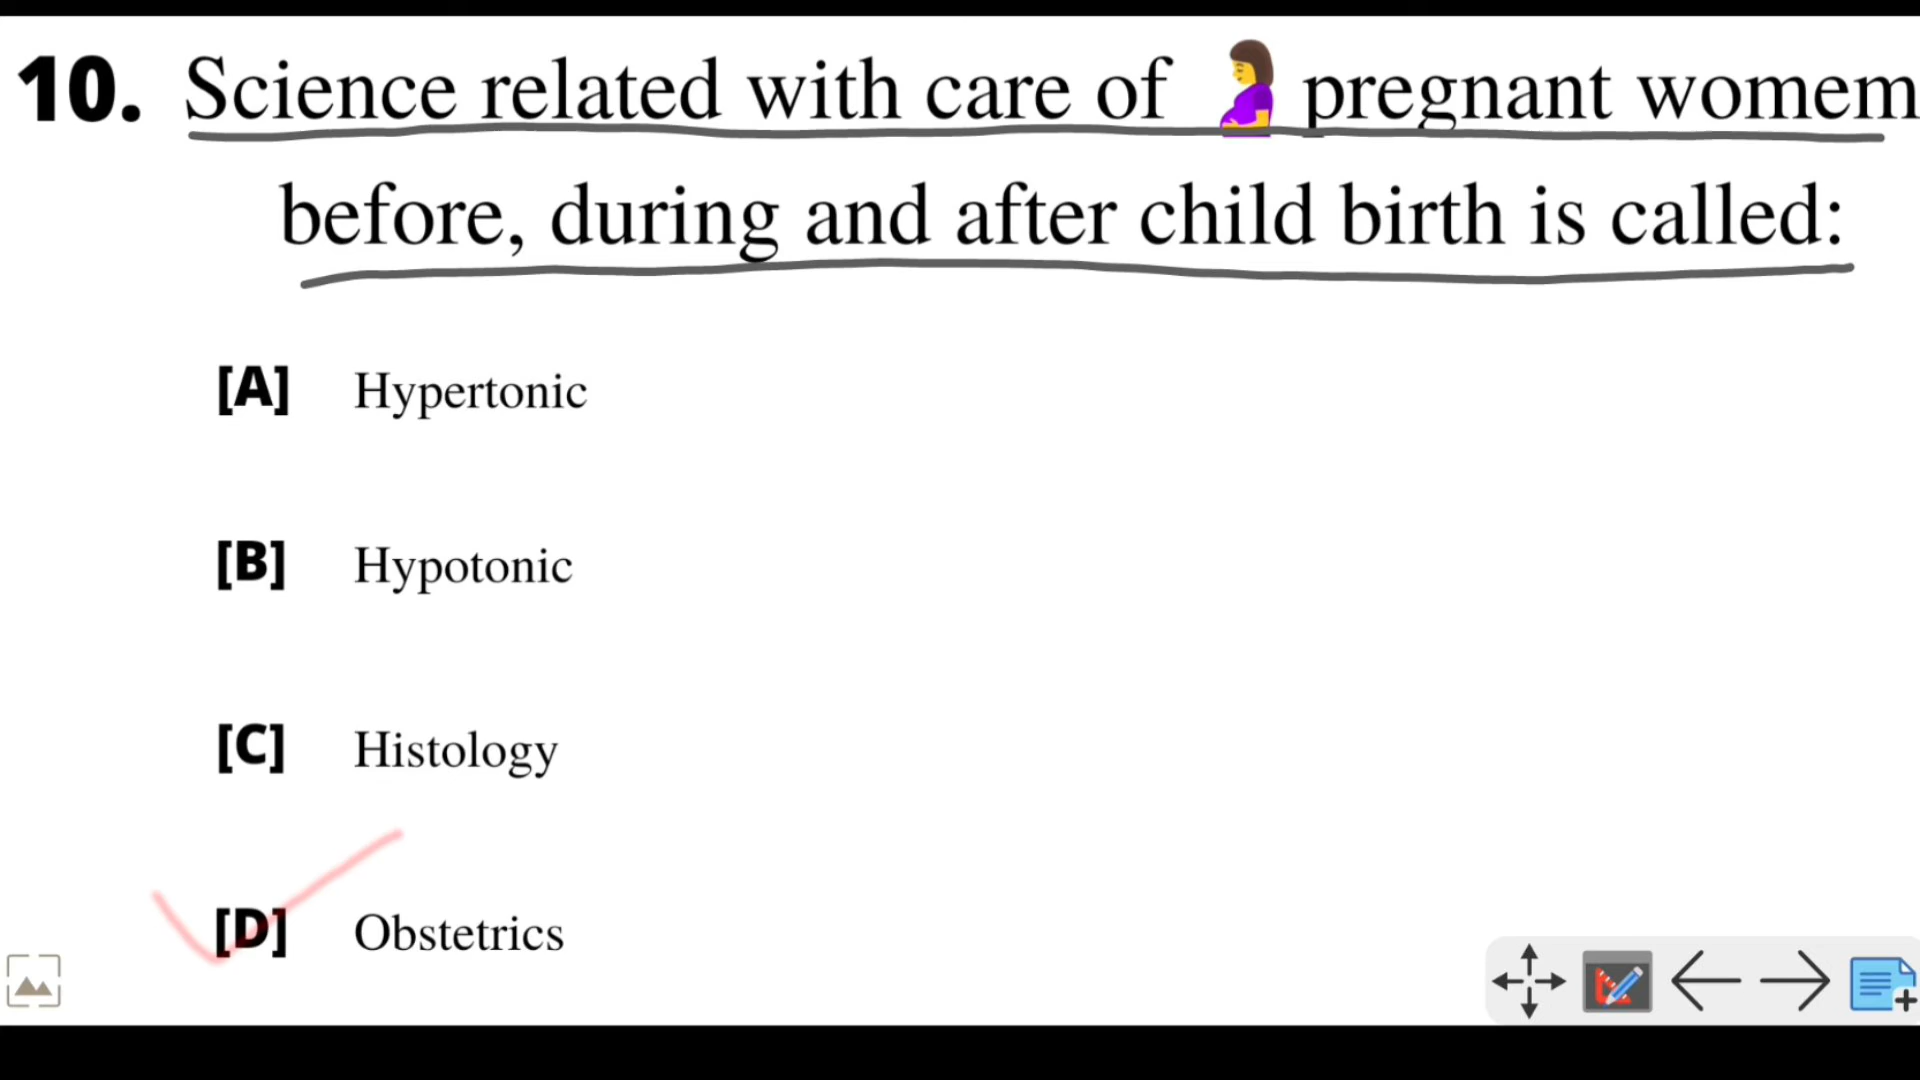 10. Science related with care of 🤰 pregnant womem
before, during and after child birth is called:
[A] Hypertonic
[B] Hypotonic
[C] Histology
[D] Obstetrics